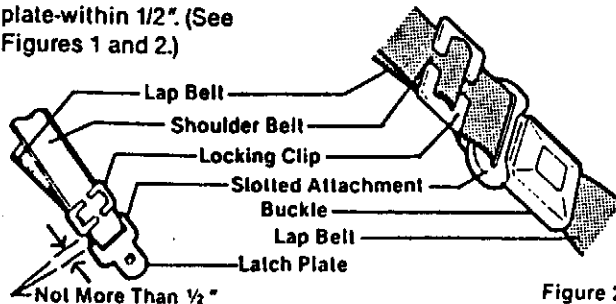 plate-within 1/2". (See
Figures 1 and 2.)
Lap Belt
Shoulder Belt
Locking Clip
Slotted Attachment
Buckle
Lap Belt
Latch Plate
Not More Than ½"
Figure